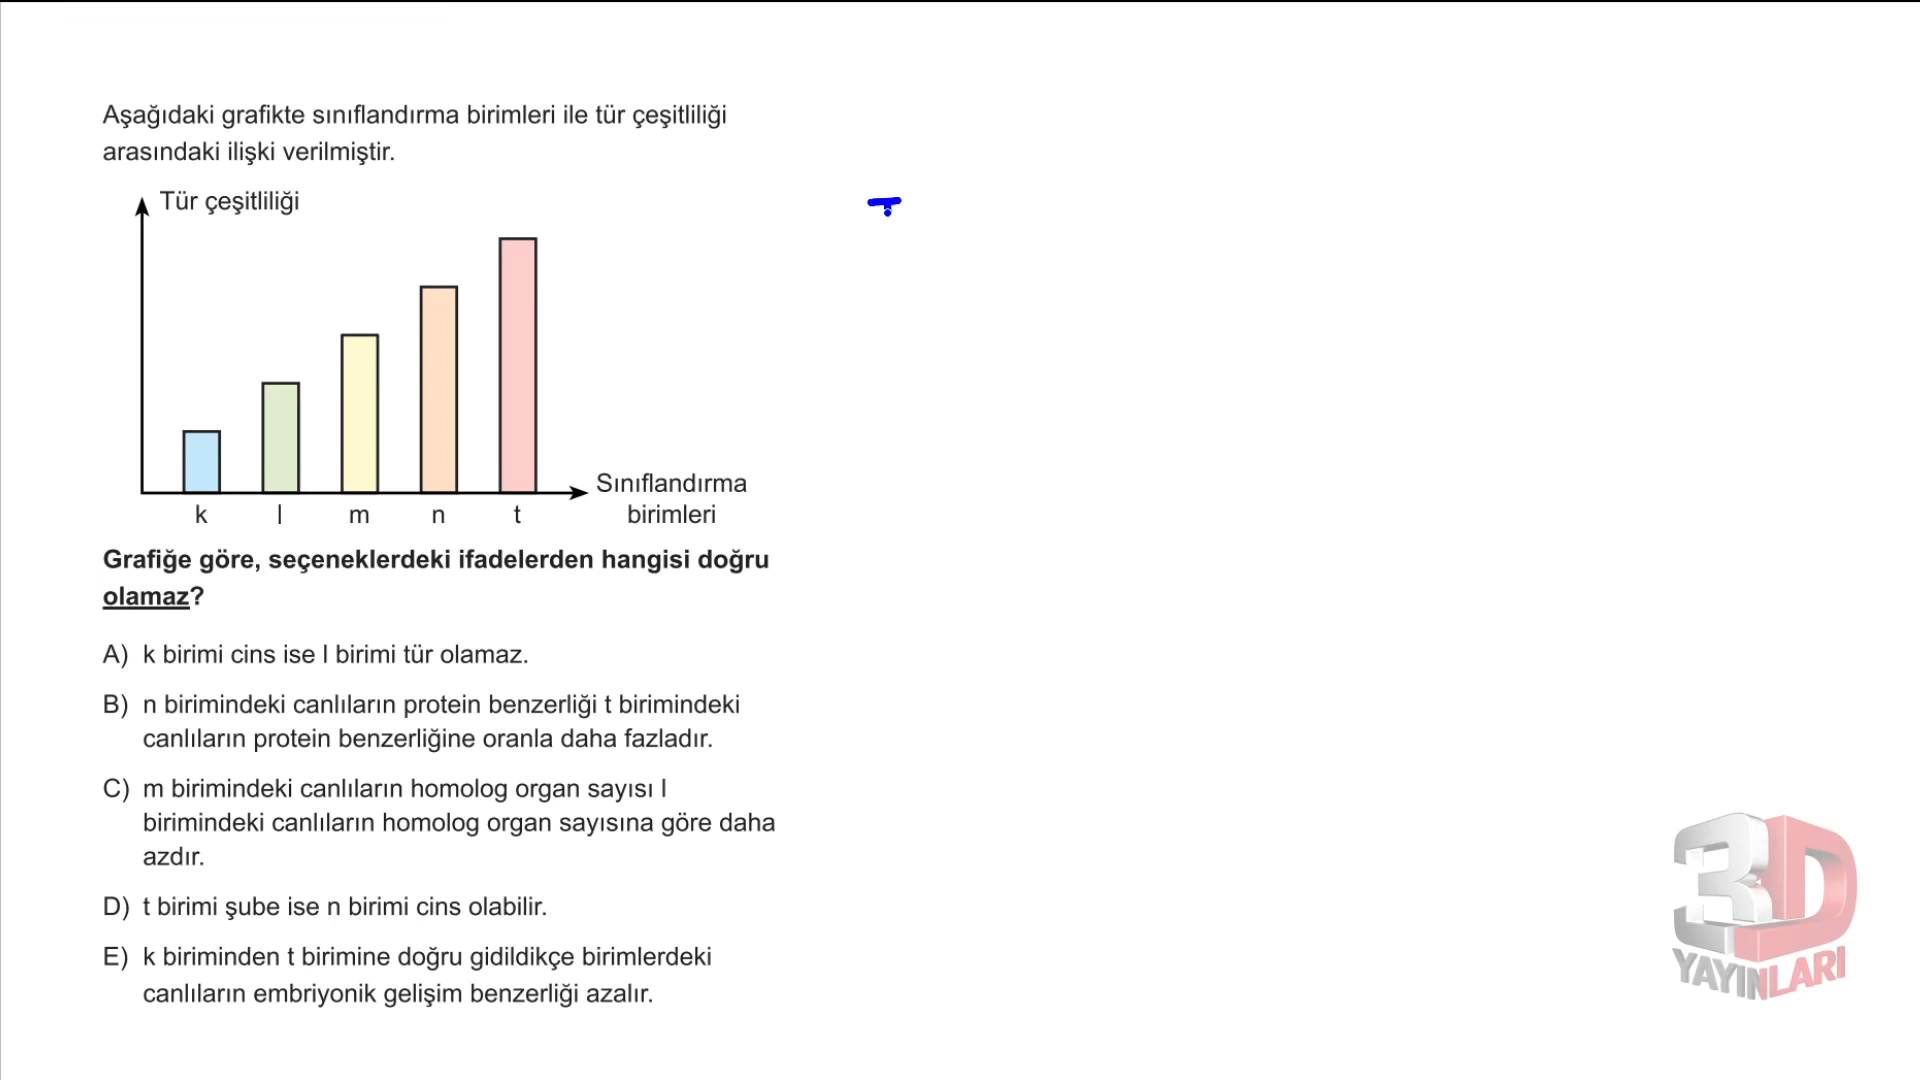 Aşağıdaki grafikte sınıflandırma birimleri ile tür çeşitliliği
arasındaki ilişki verilmiştir.
Tür çeşitliliği
Sınıflandırma
birimleri
k l m n t
Grafiğe göre, seçeneklerdeki ifadelerden hangisi doğru
olamaz?
A) k birimi cins ise l birimi tür olamaz.
B) n birimindeki canlıların protein benzerliği t birimindeki
canlıların protein benzerliğine oranla daha fazladır.
C) m birimindeki canlıların homolog organ sayısı l
birimindeki canlıların homolog organ sayısına göre daha
azdır.
D) t birimi şube ise n birimi cins olabilir.
E) k biriminden t birimine doğru gidildikçe birimlerdeki
canlıların embriyonik gelişim benzerliği azalır.
3D
YAYINLARI